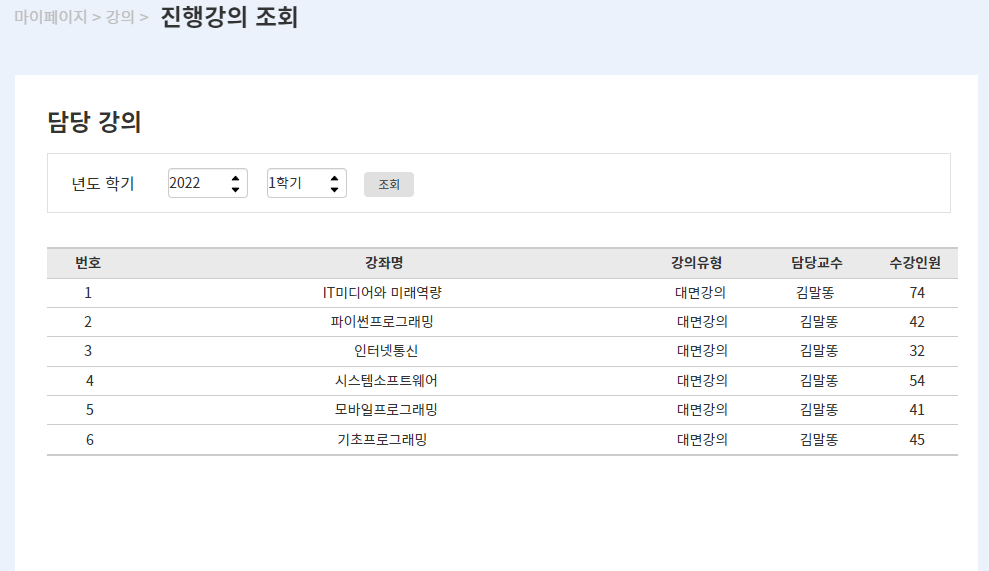 마이페이지 > 강의 > 진행강의 조회
담당 강의
년도 학기 2022 1학기 조회
번호 강좌명 강의유형 담당교수 수강인원
1 IT미디어와 미래역량 대면강의 김말똥 74
2 파이썬프로그래밍 대면강의 김말똥 42
3 인터넷통신 대면강의 김말똥 32
4 시스템소프트웨어 대면강의 김말똥 54
5 모바일프로그래밍 대면강의 김말똥 41
6 기초프로그래밍 대면강의 김말똥 45